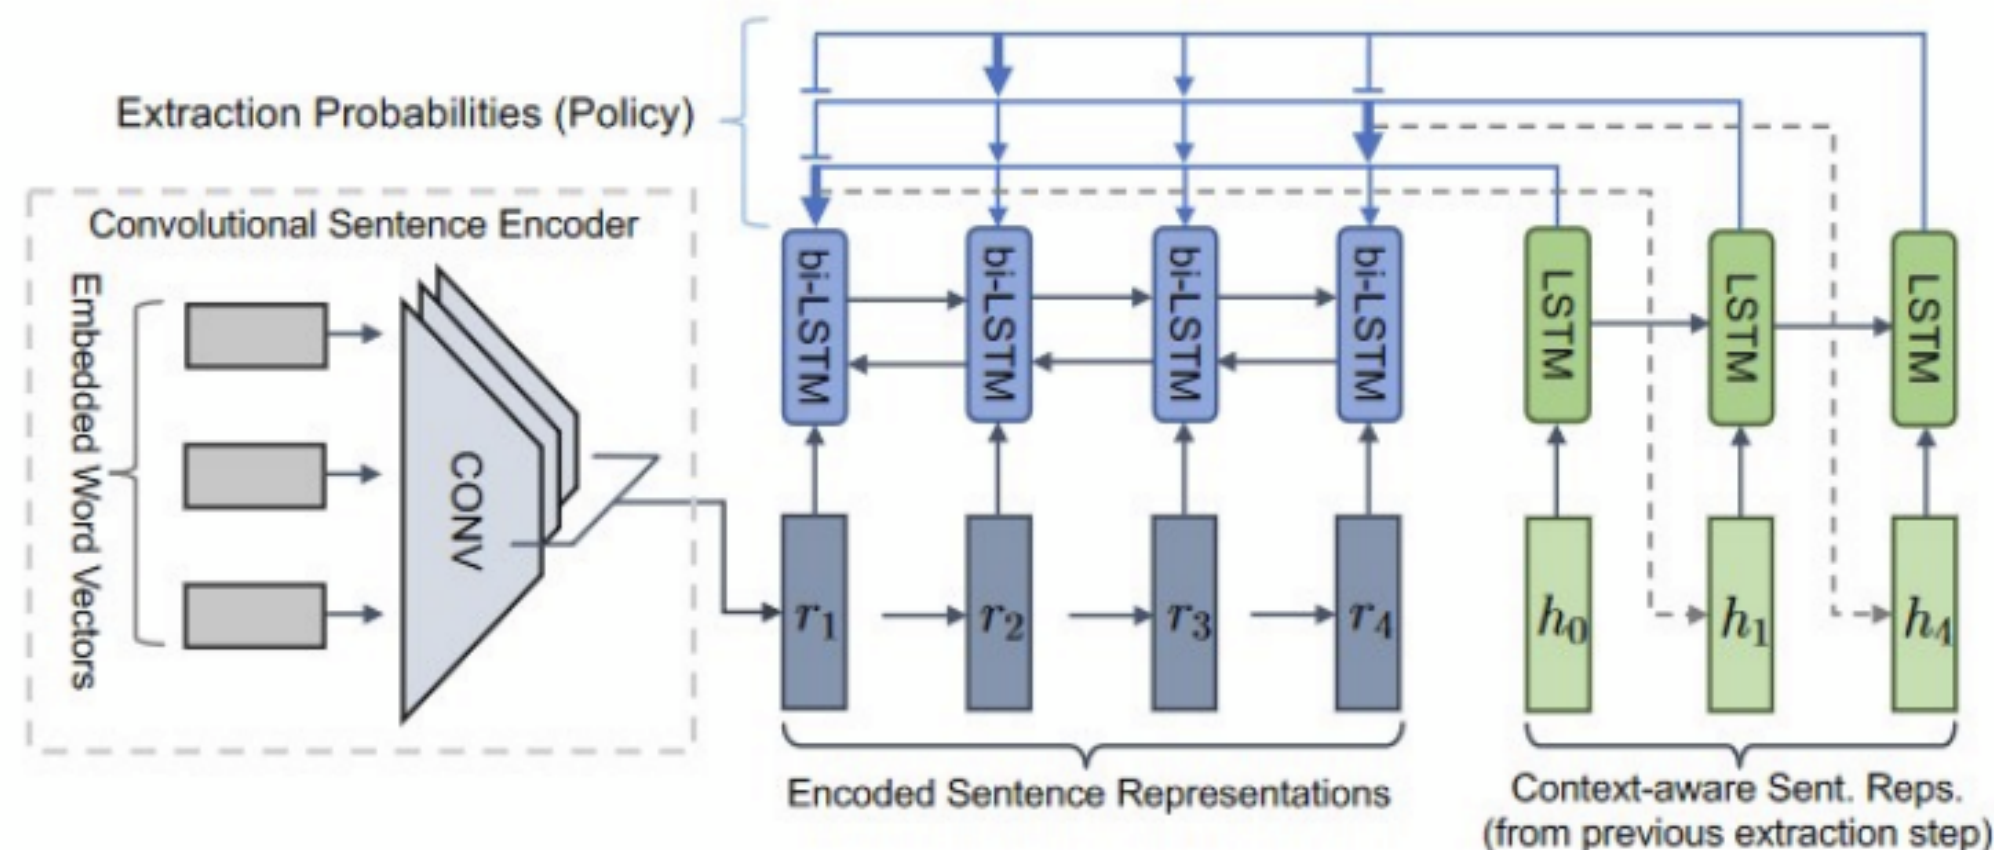 Extraction Probabilities (Policy)
Convolutional Sentence Encoder
Embedded Word Vectors
CONV
bi-LSTM
bi-LSTM
bi-LSTM
bi-LSTM
LSTM
LSTM
LSTM
r1
r2
r3
r4
h0
h1
h4
Encoded Sentence Representations
Context-aware Sent. Reps.
(from previous extraction step)